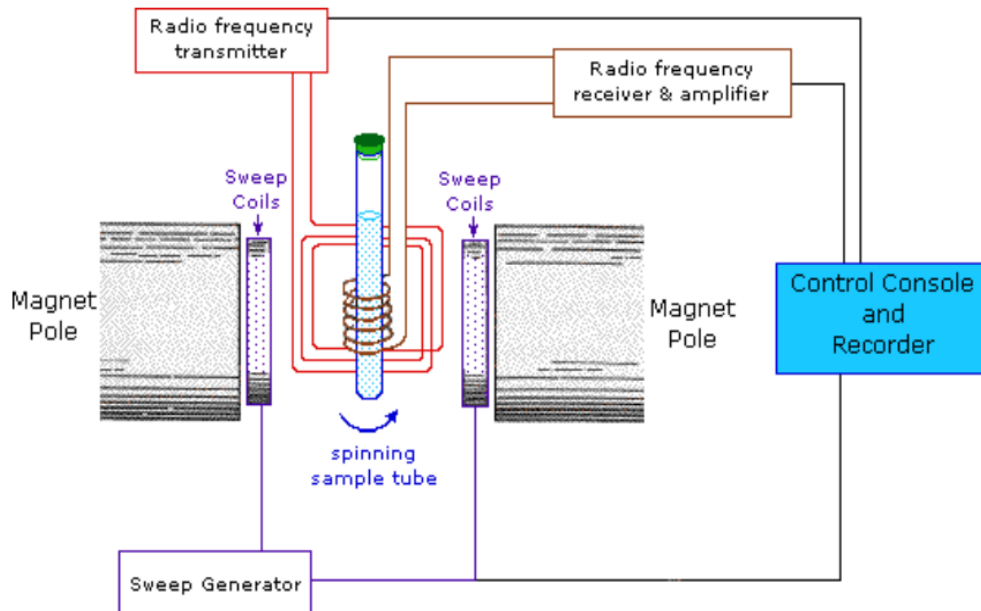 Radio frequency
transmitter
Radio frequency
receiver & amplifier
Sweep
Coils
Sweep
Coils
Magnet
Pole
Magnet
Pole
Control Console
and
Recorder
spinning
sample tube
Sweep Generator